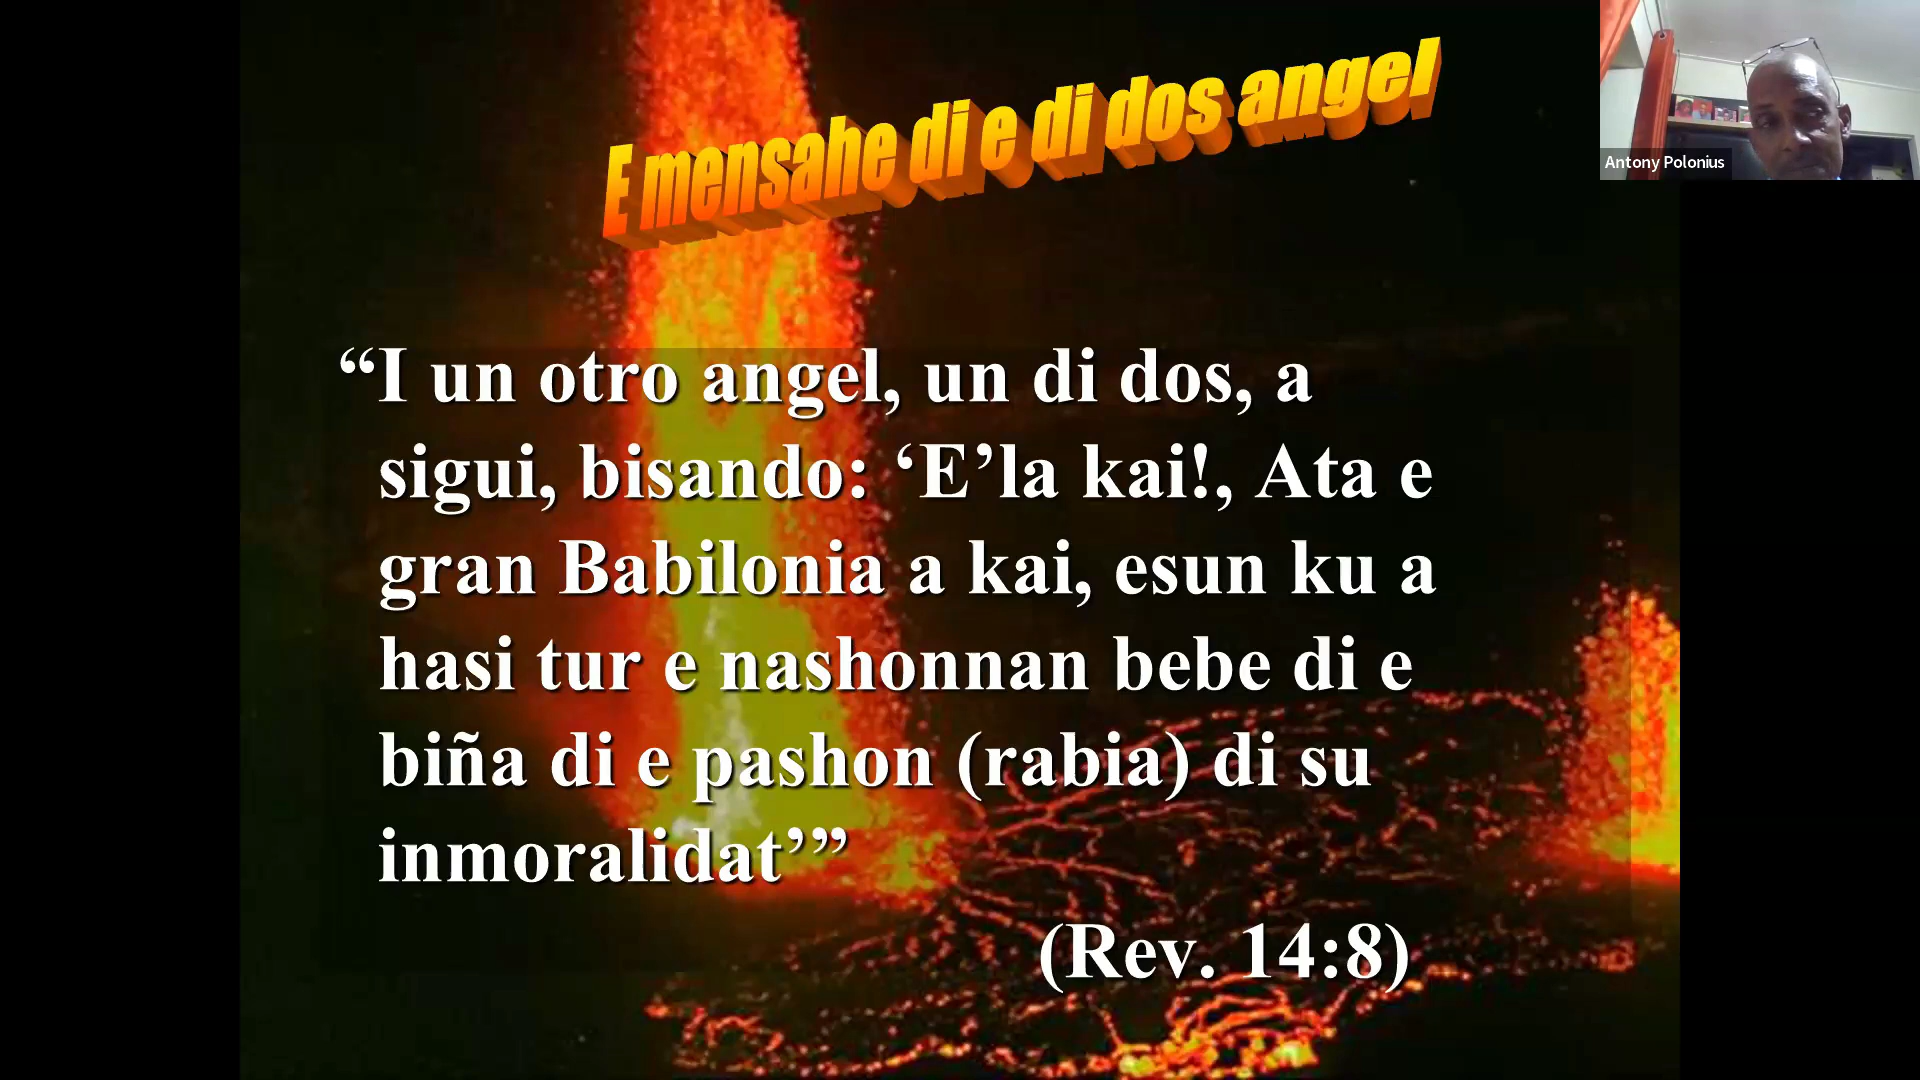 E mensahe di e di dos angel
Antony Polonius
“I un otro angel, un di dos, a
sigui, bisando: ‘E’la kai!, Ata e
gran Babilonia a kai, esun ku a
hasi tur e nashonnan bebe di e
biña di e pashon (rabia) di su
inmoralidat’”
(Rev. 14:8)